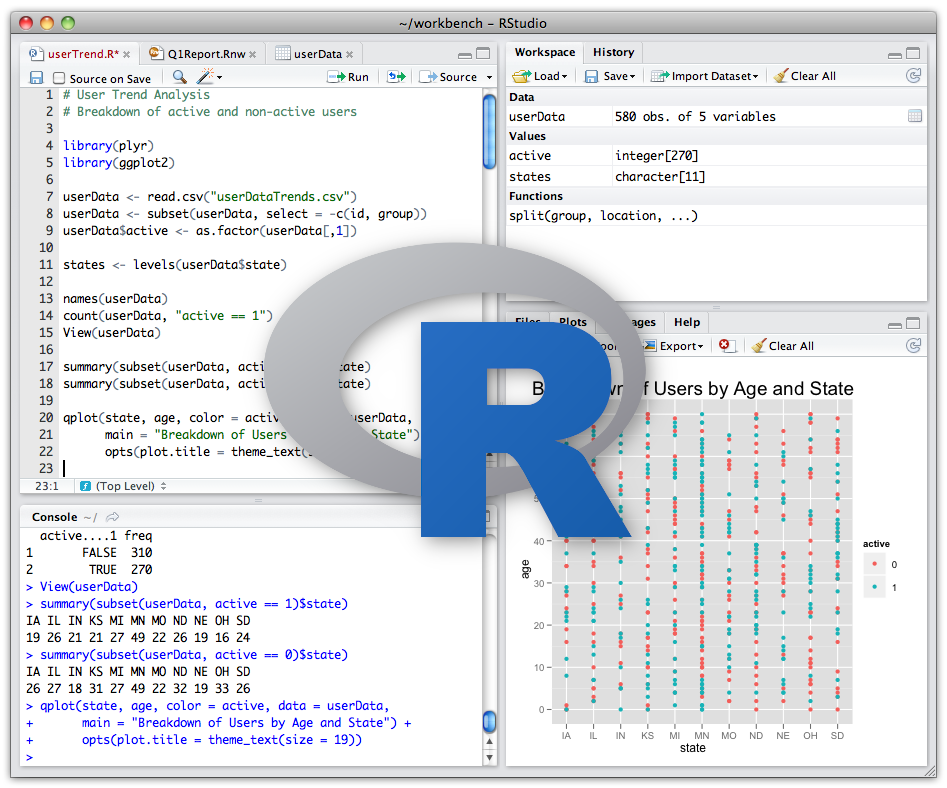 ~/workbench – RStudio
userTrend.R*
Q1Report.Rnw
userData
Source on Save
Run
Source
1 # User Trend Analysis
2 # Breakdown of active and non-active users
3
4 library(plyr)
5 library(ggplot2)
6
7 userData <- read.csv("userDataTrends.csv")
8 userData <- subset(userData, select = -c(id, group))
9 userData$active <- as.factor(userData[,1])
10
11 states <- levels(userData$state)
12
13 names(userData)
14 count(userData, "active == 1")
15 View(userData)
16
17 summary(subset(userData, acti state)
18 summary(subset(userData, acti state)
19
20 qplot(state, age, color = active userData,
21 main = "Breakdown of Users State")
22 opts(plot.title = theme_text(
23
23:1 (Top Level)
Console ~/
active....1 freq
1 FALSE 310
2 TRUE 270
> View(userData)
> summary(subset(userData, active == 1)$state)
IA IL IN KS MI MN MO ND NE OH SD
19 26 21 21 27 49 22 26 19 16 24
> summary(subset(userData, active == 0)$state)
IA IL IN KS MI MN MO ND NE OH SD
26 27 18 31 27 49 22 32 19 33 26
> qplot(state, age, color = active, data = userData,
+ main = "Breakdown of Users by Age and State") +
+ opts(plot.title = theme_text(size = 19))
>
Workspace History
Load Save Import Dataset Clear All
Data
userData 580 obs. of 5 variables
Values
active integer[270]
states character[11]
Functions
split(group, location, ...)
Files Plots ages Help
Export Clear All
B wn of Users by Age and State
age
40
30
20
10
0
IA IL IN KS MI MN MO ND NE OH SD
state
active
0
1
R